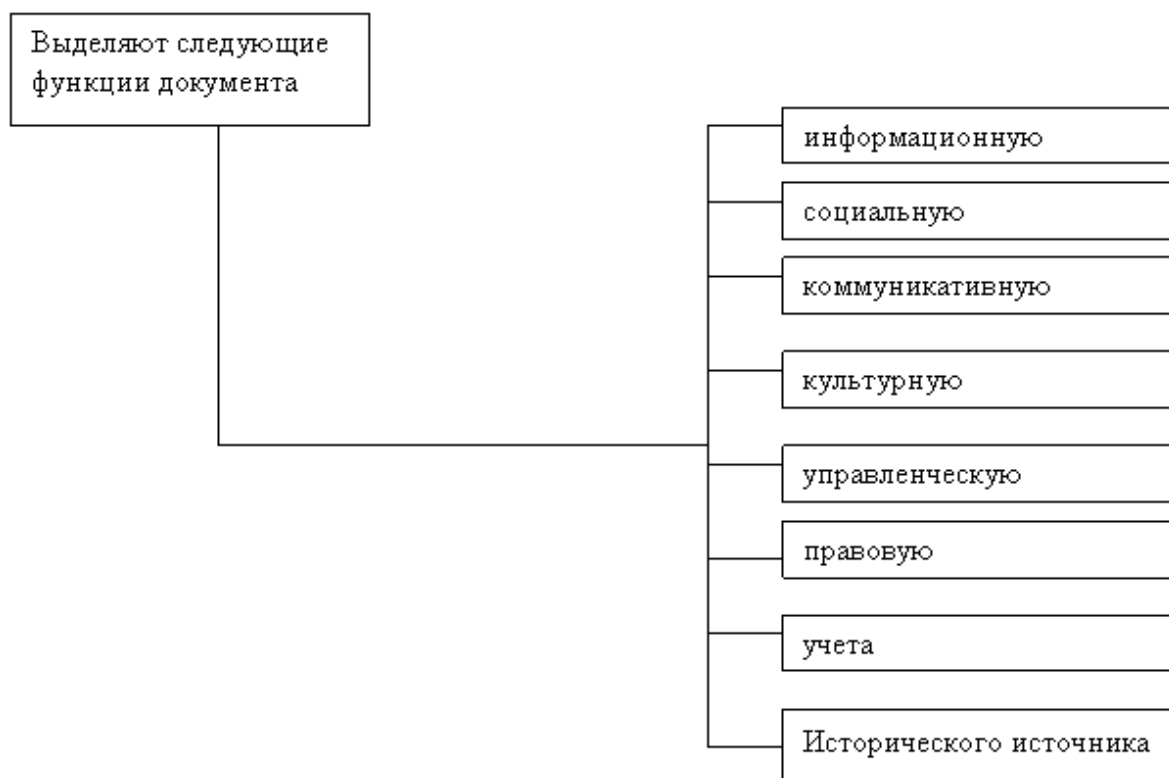 Выделяют следующие
функции документа
информационную
социальную
коммуникативную
культурную
управленческую
правовую
учета
Исторического источника